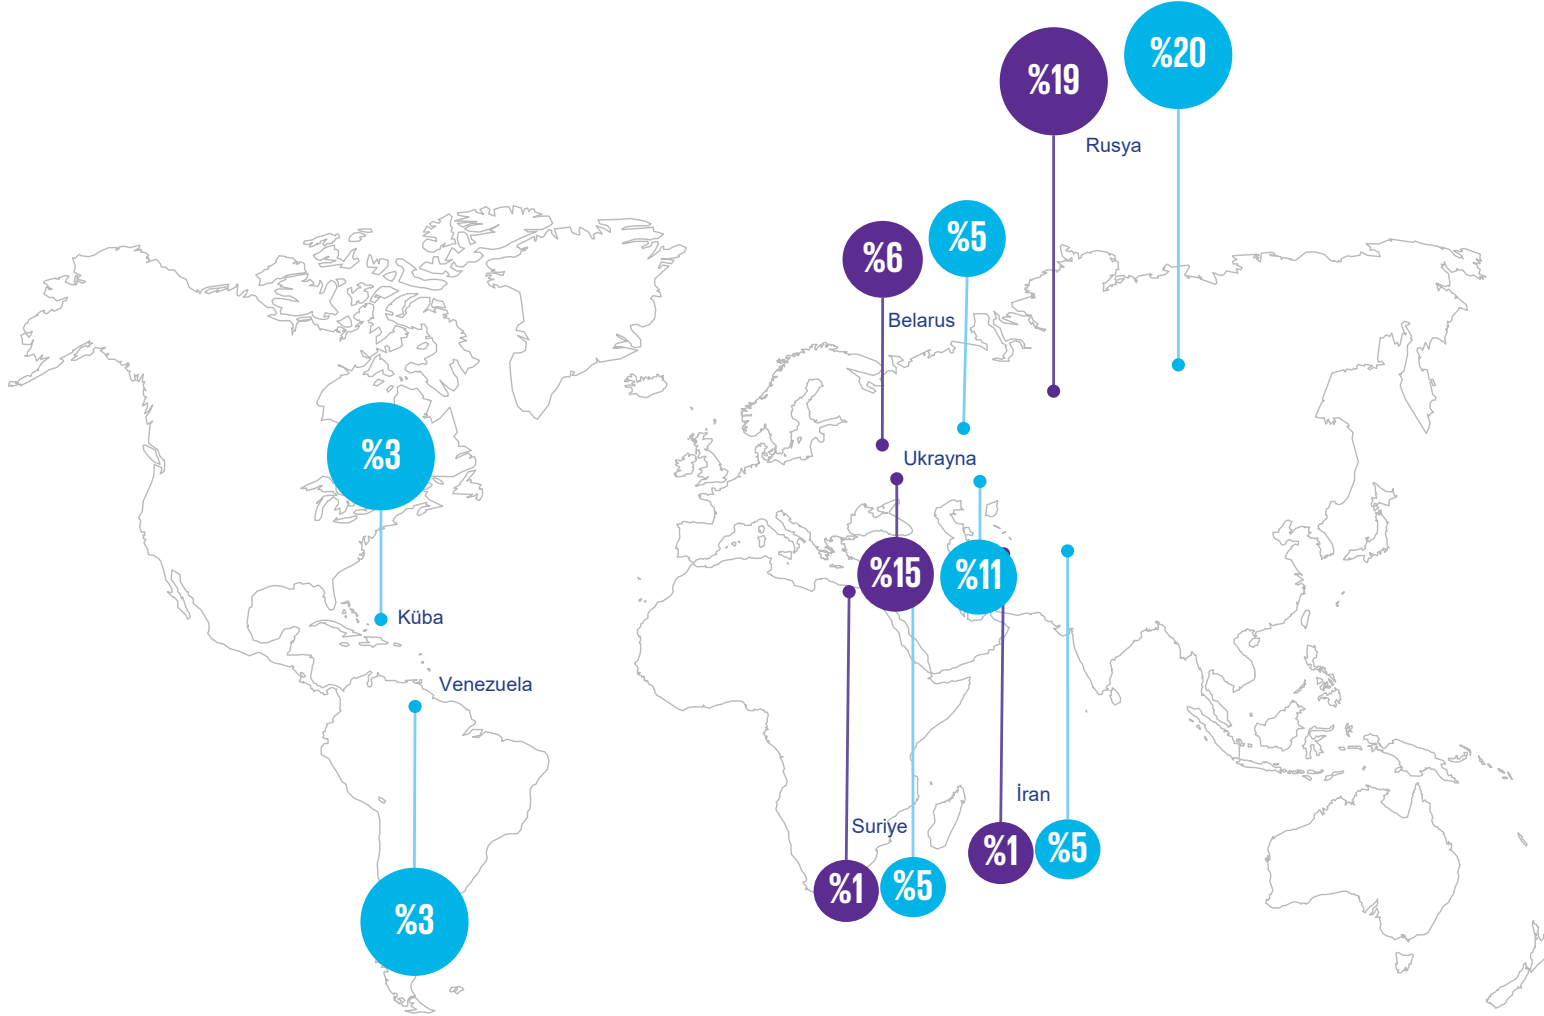 %20
%19
Rusya
%5
%6
Belarus
%3
Ukrayna
%15
%11
Küba
Venezuela
İran
Suriye
%1
%5
%1
%5
%3